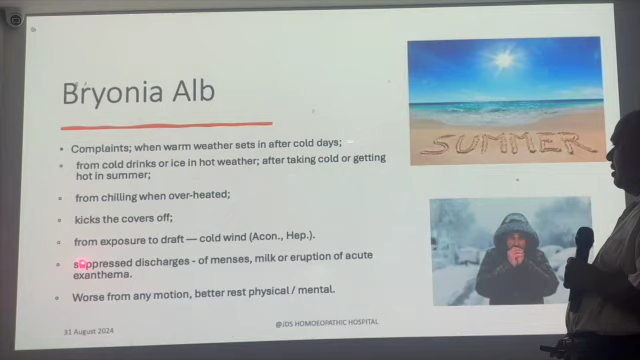 Bryonia Alb
• Complaints; when warm weather sets in after cold days;
• from cold drinks or ice in hot weather; after taking cold or getting
hot in summer;
• from chilling when over-heated;
• kicks the covers off;
• from exposure to draft — cold wind (Acon., Hep.).
• suppressed discharges - of menses, milk or eruption of acute
exanthema.
• Worse from any motion, better rest physical / mental.
SUMMER
31 August 2024
@JDS HOMOEOPATHIC HOSPITAL